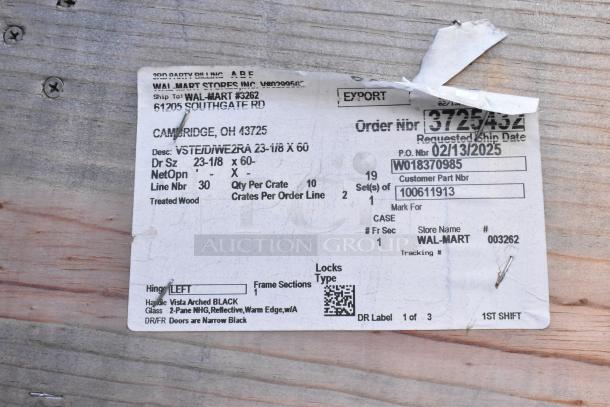 3RD PARTY BILLING A B F
WAL-MART STORES INC.
Ship To: WAL-MART #3262
61205 SOUTHGATE RD
EXPORT
CAMBRIDGE, OH 43725
Order Nbr 3725432
Requested Ship Date
Desc: VSTE/D/WE2RA 23-1/8 X 60
P.O. Nbr 02/13/2025
Dr Sz 23-1/8 x 60-
W018370985
NetOpn ' - X -
19
Customer Part Nbr
Line Nbr 30 Qty Per Crate 10
Set(s) of 100611913
Treated Wood Crates Per Order Line 2
1 Mark For
CASE
# Fr Sec Store Name #
1 WAL-MART 003262
Tracking #
PCI
AUCTION GROUP
Locks
Type
Hing LEFT Frame Sections
1
Handle Vista Arched BLACK
Glass 2-Pane NHG,Reflective,Warm Edge,w/A
DR/FR Doors are Narrow Black
DR Label 1 of 3 1ST SHIFT